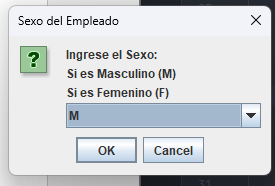 Sexo del Empleado
Ingrese el Sexo:
Si es Masculino (M)
Si es Femenino (F)
M
OK Cancel